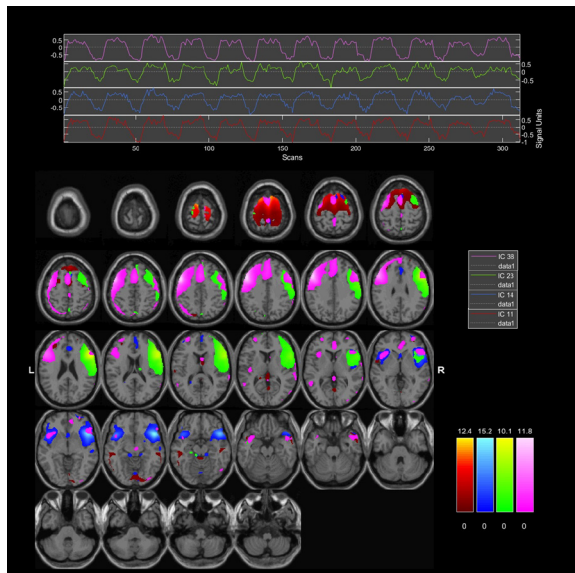 0.5
0
-0.5
0.5
0
-0.5
0.5
0
-0.5
0.5
0
-0.5
-1
50
100
150
200
250
300
Scans
Signal Units
IC 38
data1
IC 23
data1
IC 14
data1
IC 11
data1
L
R
12.4 15.2 10.1 11.8
0 0 0 0